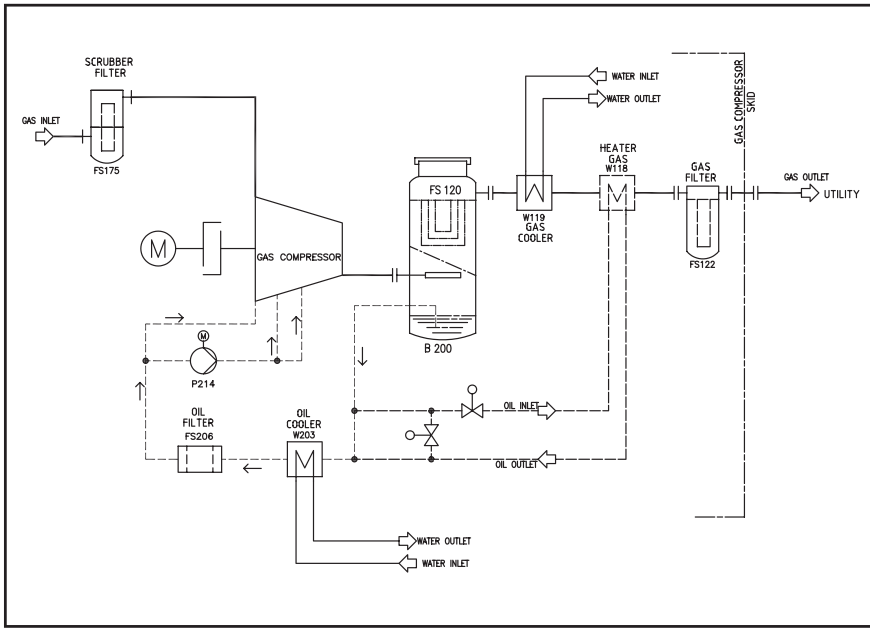 SCRUBBER
FILTER
GAS INLET
FS175
M
GAS COMPRESSOR
FS 120
B 200
WATER INLET
WATER OUTLET
W119
GAS
COOLER
HEATER
GAS
W118
GAS
FILTER
FS122
GAS COMPRESSOR
SKID
GAS OUTLET
UTILITY
M
P214
OIL
FILTER
FS206
OIL
COOLER
W203
OIL INLET
OIL OUTLET
WATER OUTLET
WATER INLET